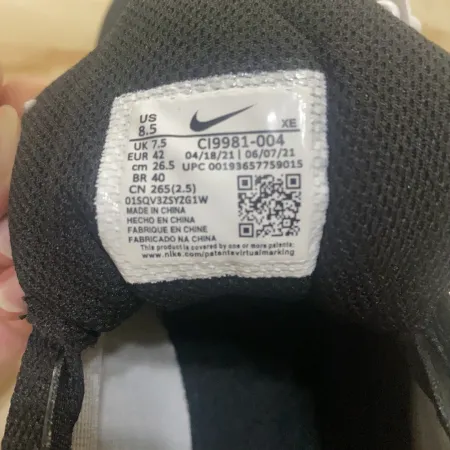 US
8.5
XE
UK 7.5
EUR 42
cm 26.5
BR 40
CN 265(2.5)
CI9981-004
04/18/21 | 06/07/21
UPC 00193657759015
01SQV3ZSYZG1W
MADE IN CHINA
HECHO EN CHINA
FABRIQUE EN CHINE
FABRICADO NA CHINA
This product is covered by one or more patents:
www.nike.com/patentsvirtualmarking